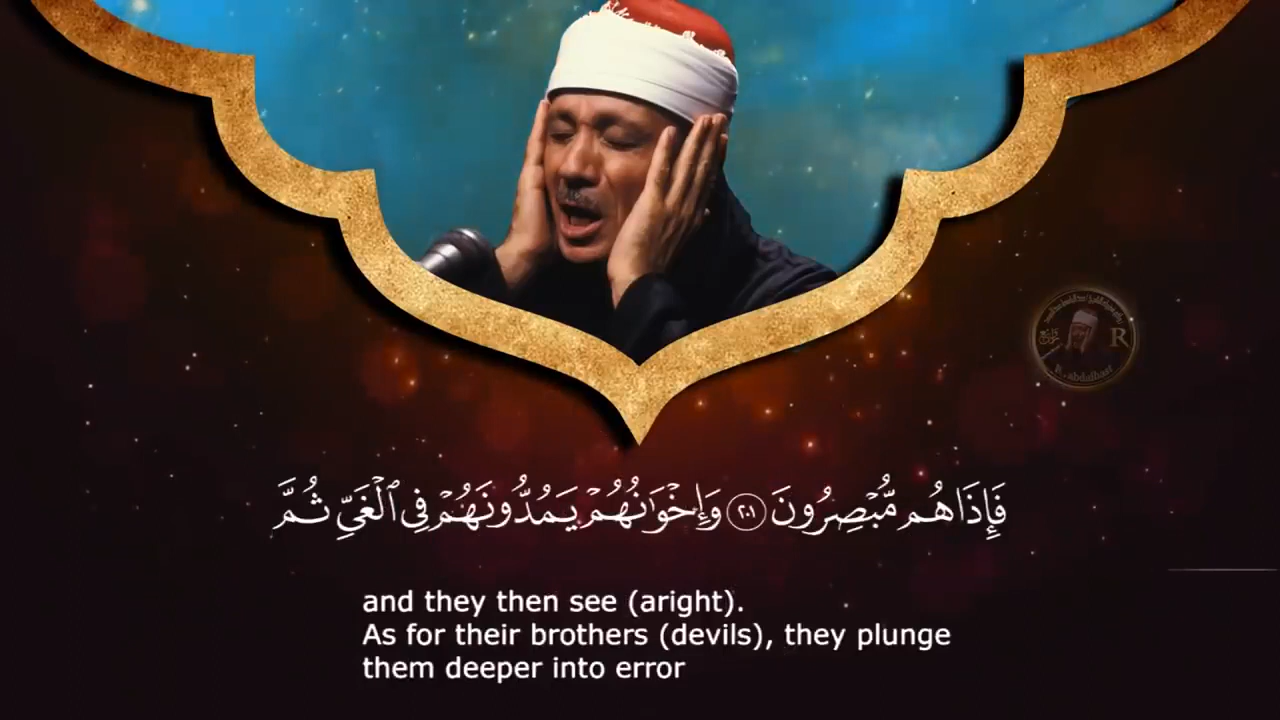 فَإِذَا هُم مُّبْصِرُونَ ٢٠١ وَإِخْوَٰنُهُمْ يَمُدُّونَهُمْ فِى ٱلْغَىِّ ثُمَّ
and they then see (aright).
As for their brothers (devils), they plunge
them deeper into error
R